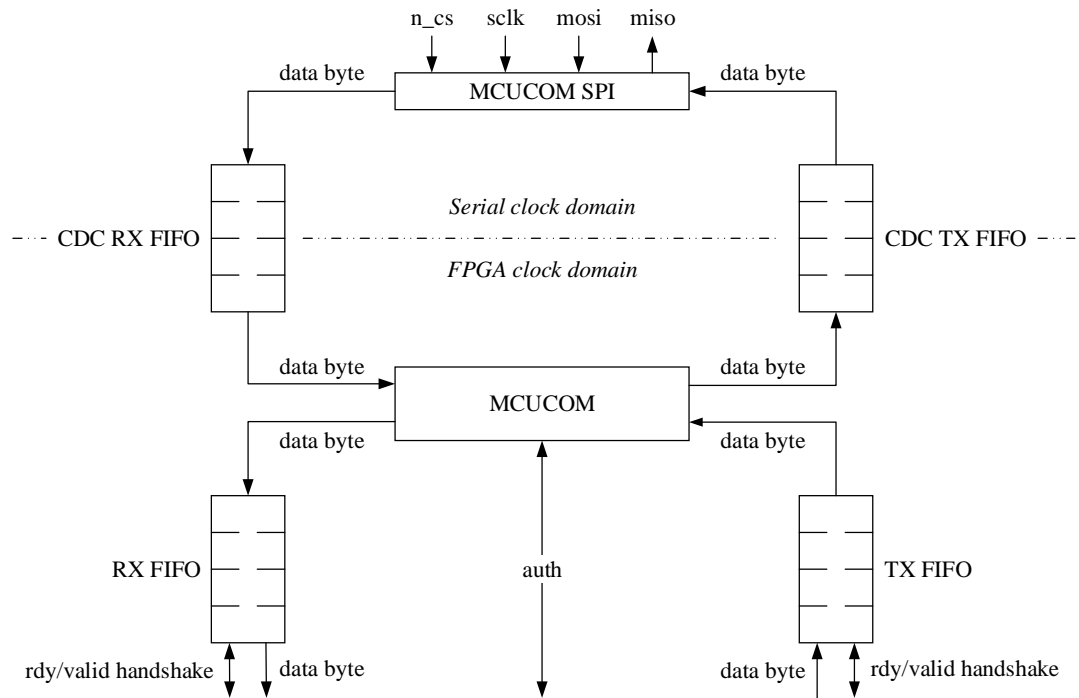 n_cs sclk mosi miso
data byte MCUCOM SPI data byte
Serial clock domain
CDC RX FIFO CDC TX FIFO
FPGA clock domain
data byte data byte
MCUCOM
data byte data byte
RX FIFO auth TX FIFO
rdy/valid handshake data byte data byte rdy/valid handshake